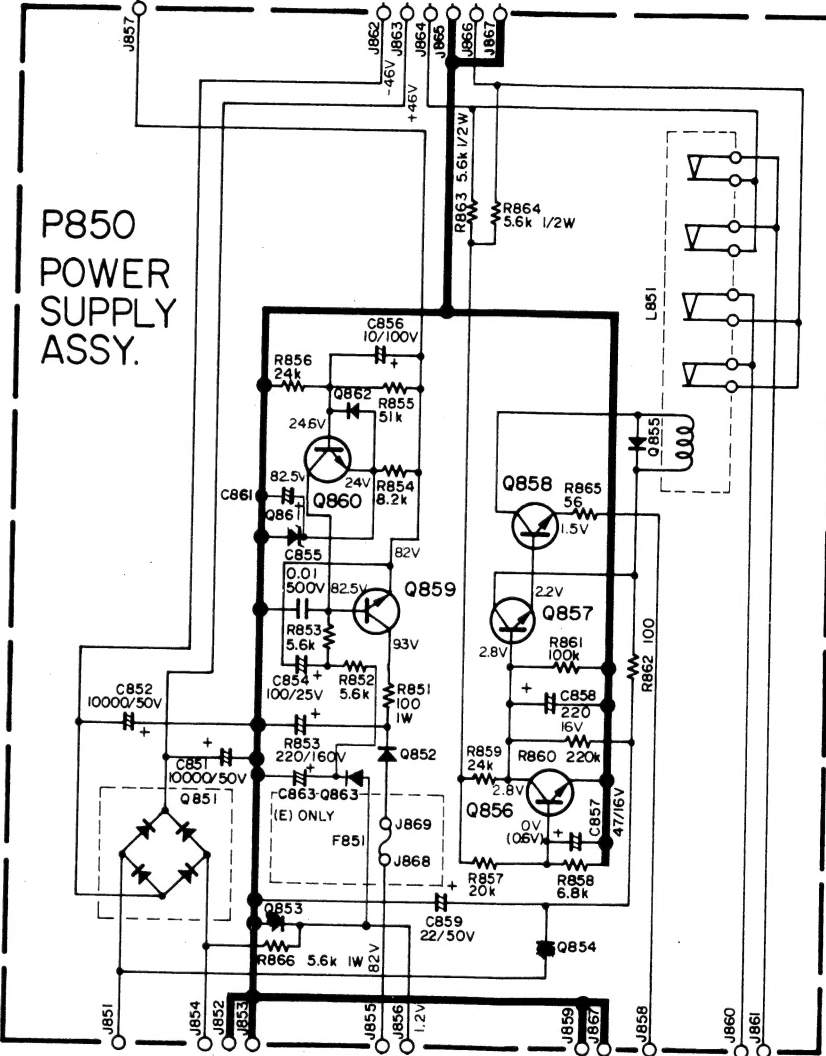 J857
J862
J863
J864
J865
J866
J867
-46V
+46V
P850
POWER
SUPPLY
ASSY.
R863 5.6k 1/2W
R864
5.6k 1/2W
L851
C856
10/100V
+
R856
24k
R855
51k
Q862
24.6V
24V
R854
8.2k
82.5V
Q860
C861
+
Q861
C855
0.01
500V
82V
82.5V
Q859
93V
R853
5.6k
C854
100/25V
+
R852
5.6k
R851
100
1W
Q855
Q858
R865
56
1.5V
2.2V
Q857
2.8V
R861
100k
R862 100
+
C858
220
16V
R860
220k
R859
24k
2.8V
Q856
0V
(0.6V)
+
C857
47/16V
R857
20k
R858
6.8k
C852
10000/50V
+
+
C851
10000/50V
+
R853
220/160V
Q852
+
C863
Q863
Q851
(E) ONLY
F851
J869
J868
+
C859
22/50V
Q853
R866 5.6k 1W
82V
Q854
1.2V
J851
J854
J852
J853
J855
J856
J859
J867
J858
J860
J861